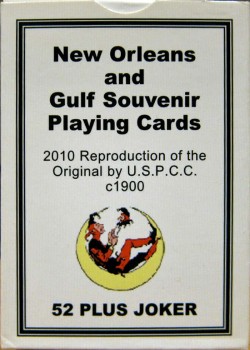 New Orleans
and
Gulf Souvenir
Playing Cards
2010 Reproduction of the
Original by U.S.P.C.C.
c1900
52 PLUS JOKER